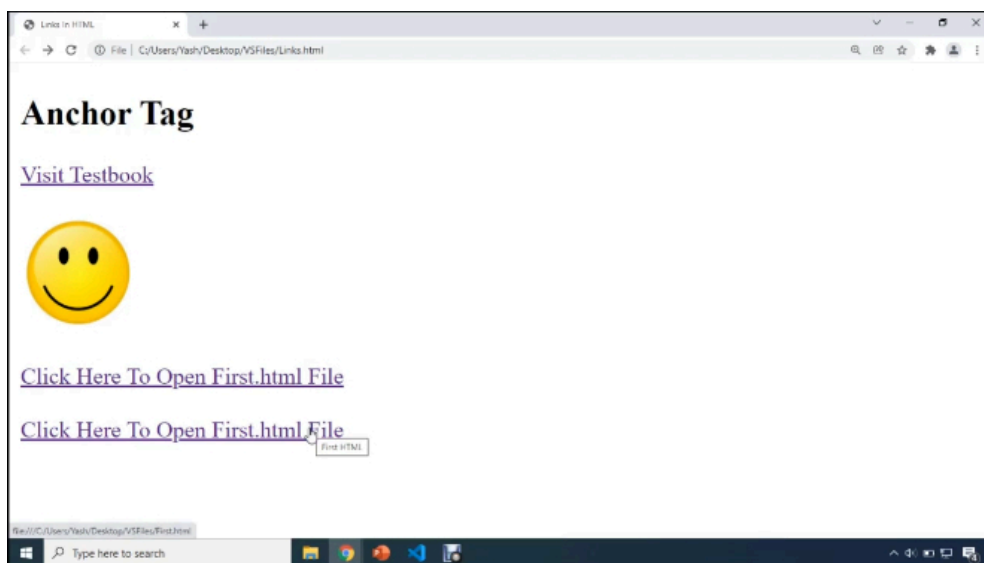 Links In HTML
File | C:/Users/Yash/Desktop/VSFiles/Links.html
Anchor Tag
Visit Testbook
Click Here To Open First.html File
Click Here To Open First.html File
First HTML
file:///C:/Users/Yash/Desktop/VSFiles/First.html
Type here to search